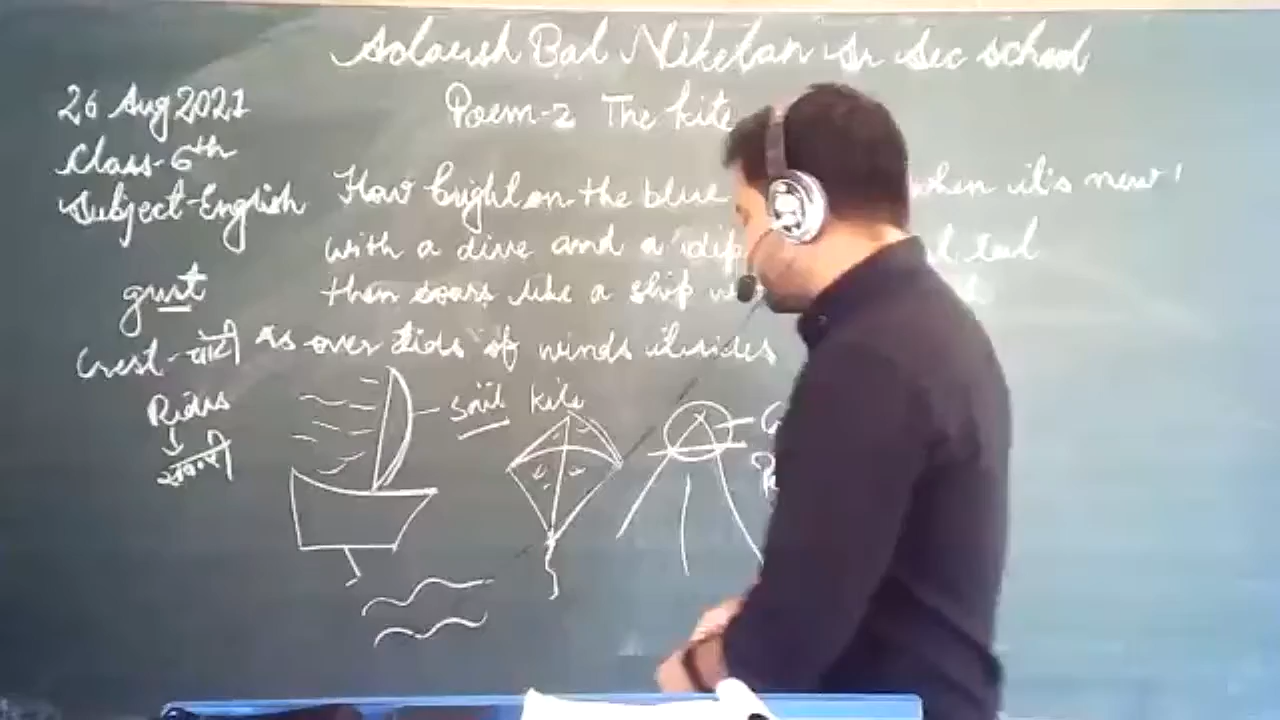 Adarsh Bal Niketan Sr Sec school
26 Aug 2021
Poem-2 The kite
Class-6th
Subject-English
How bright on the blue
when it's new!
with a dive and a dip
tail
gust
then soars like a ship
Crest-चोटी
As over tids of winds it rides
Rides
सवारी
Sail
kite